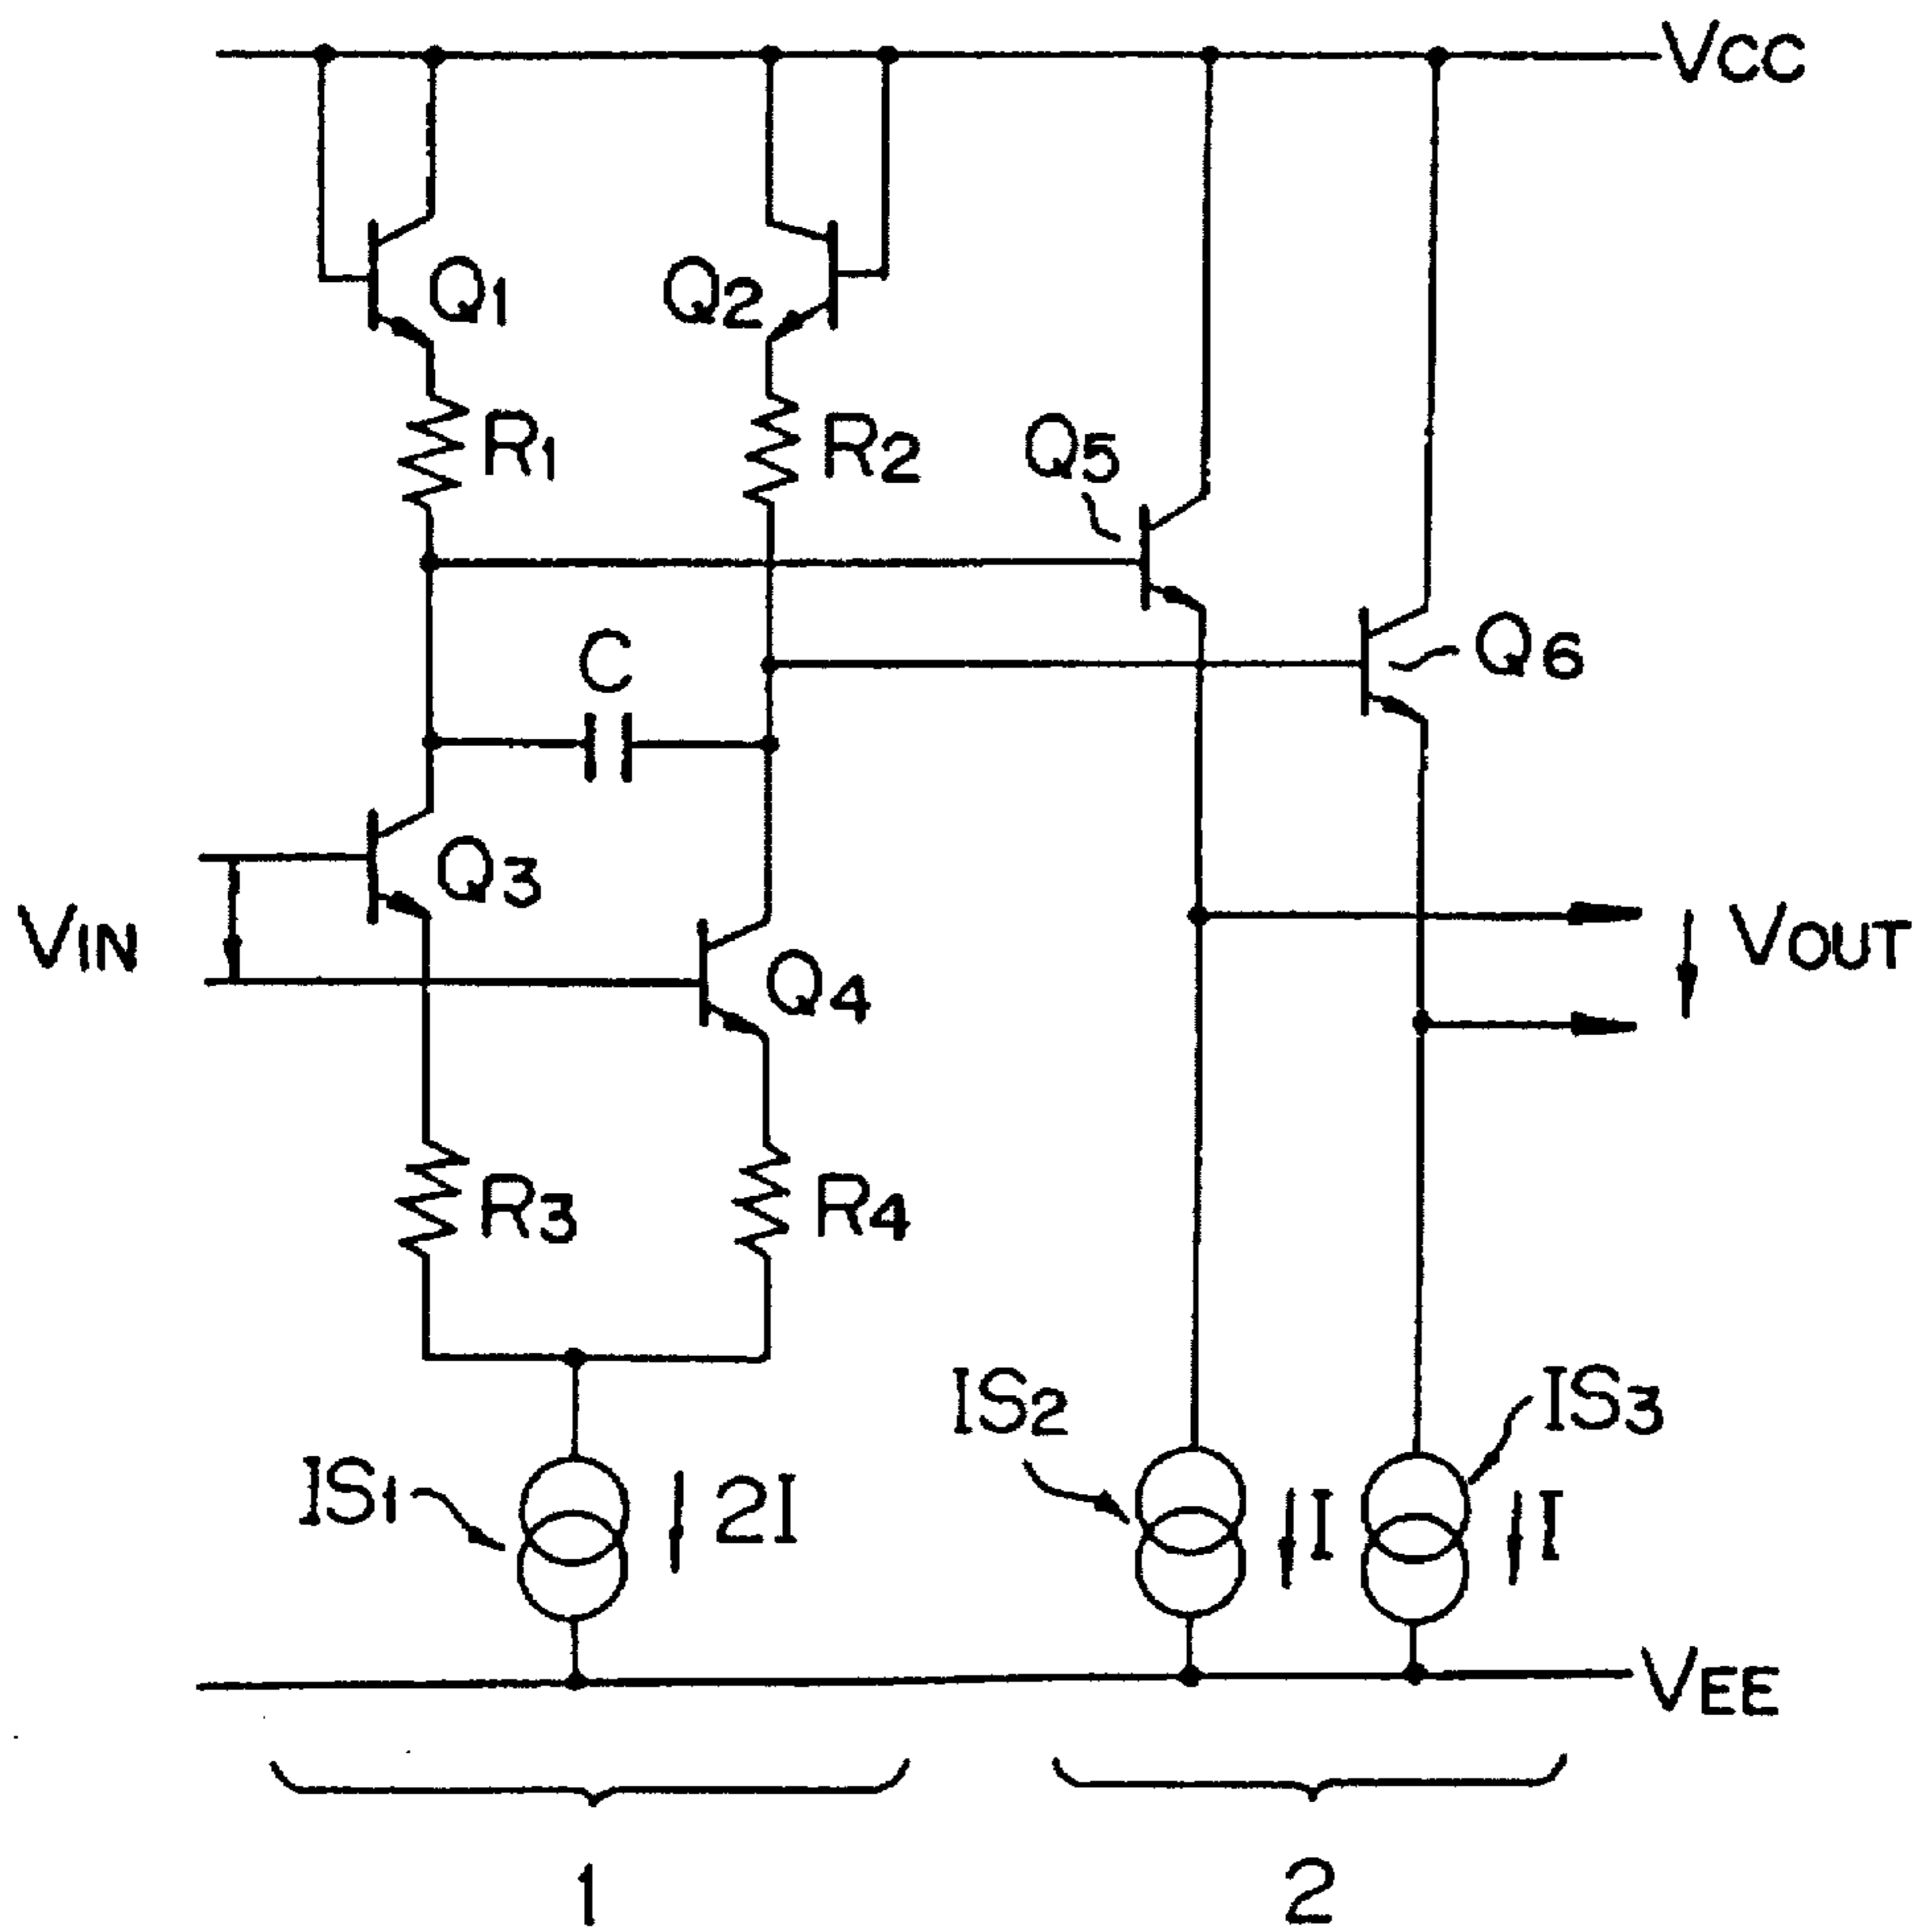 VCC
Q1
Q2
R1
R2
Q5
C
Q6
Q3
VIN
VOUT
Q4
R3
R4
IS2
IS3
IS1
2I
I
I
VEE
1
2